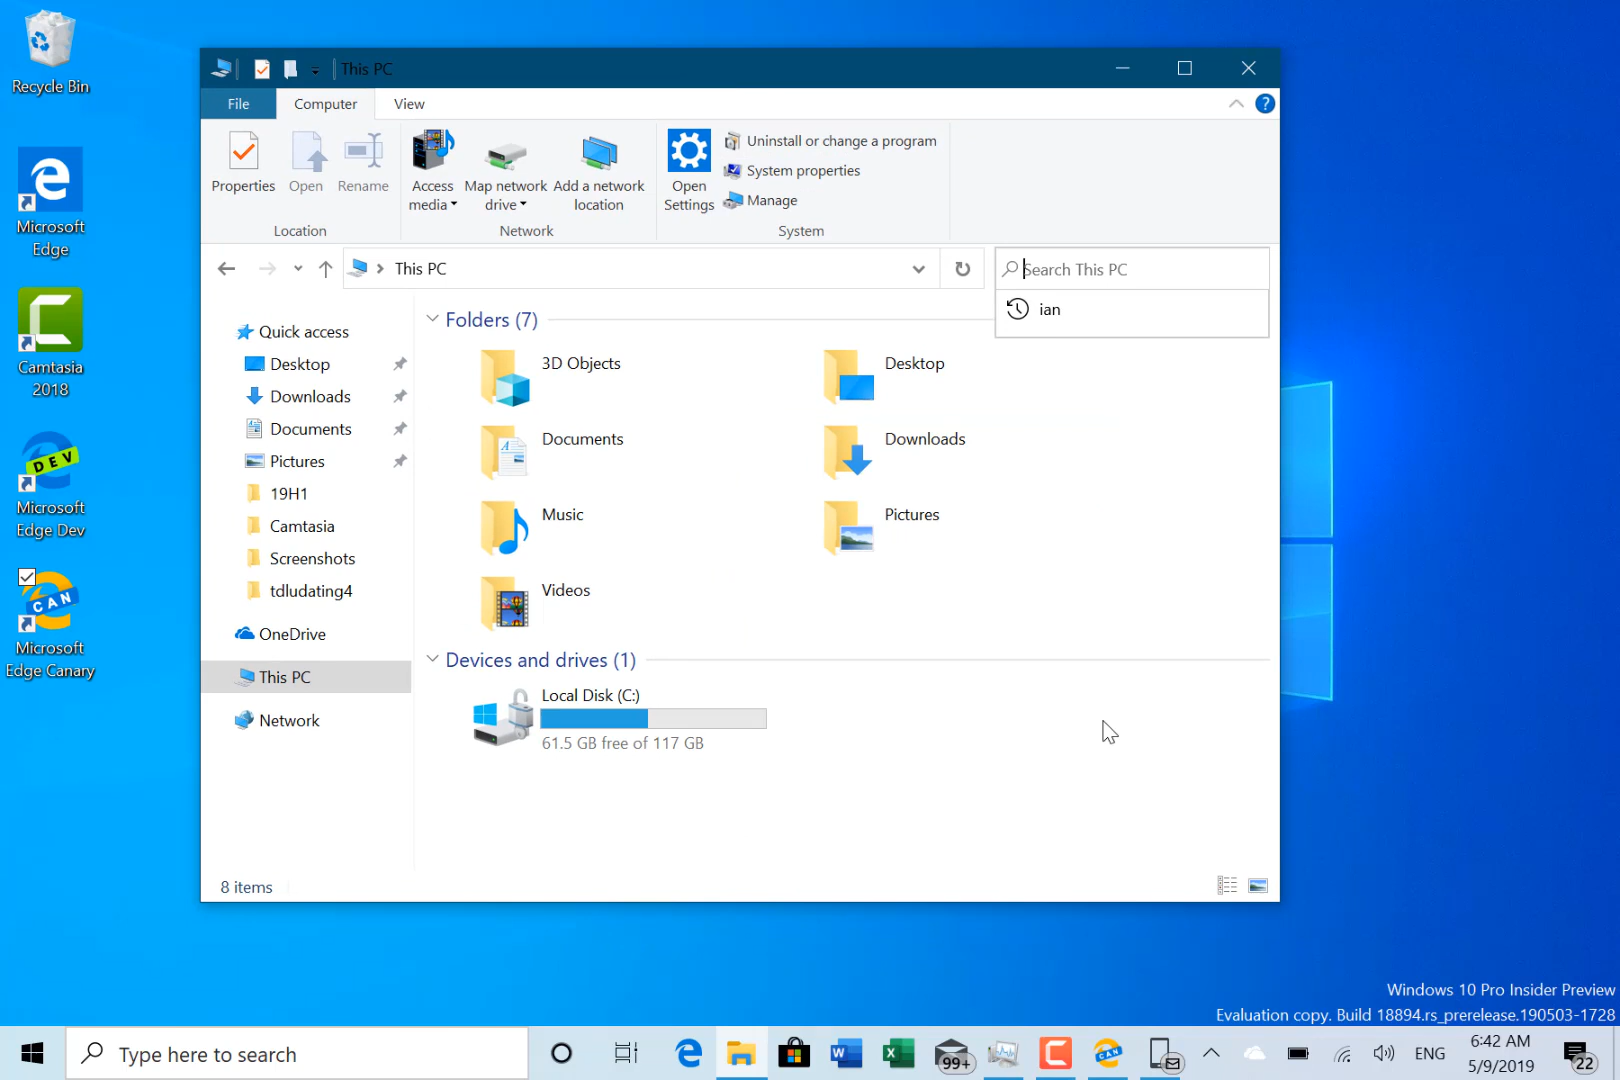 Recycle Bin
Microsoft
Edge
Camtasia
2018
DEV
Microsoft
Edge Dev
CAN
Microsoft
Edge Canary
This PC
File
Computer
View
?
Properties
Open
Rename
Location
Access
media
Map network
drive
Add a network
location
Network
Open
Settings
Uninstall or change a program
System properties
Manage
System
This PC
Search This PC
ian
Quick access
Desktop
Downloads
Documents
Pictures
19H1
Camtasia
Screenshots
tdludating4
OneDrive
This PC
Network
Folders (7)
3D Objects
Desktop
Documents
Downloads
Music
Pictures
Videos
Devices and drives (1)
Local Disk (C:)
61.5 GB free of 117 GB
8 items
Windows 10 Pro Insider Preview
Evaluation copy. Build 18894.rs_prerelease.190503-1728
Type here to search
99+
CAN
ENG
6:42 AM
5/9/2019
22